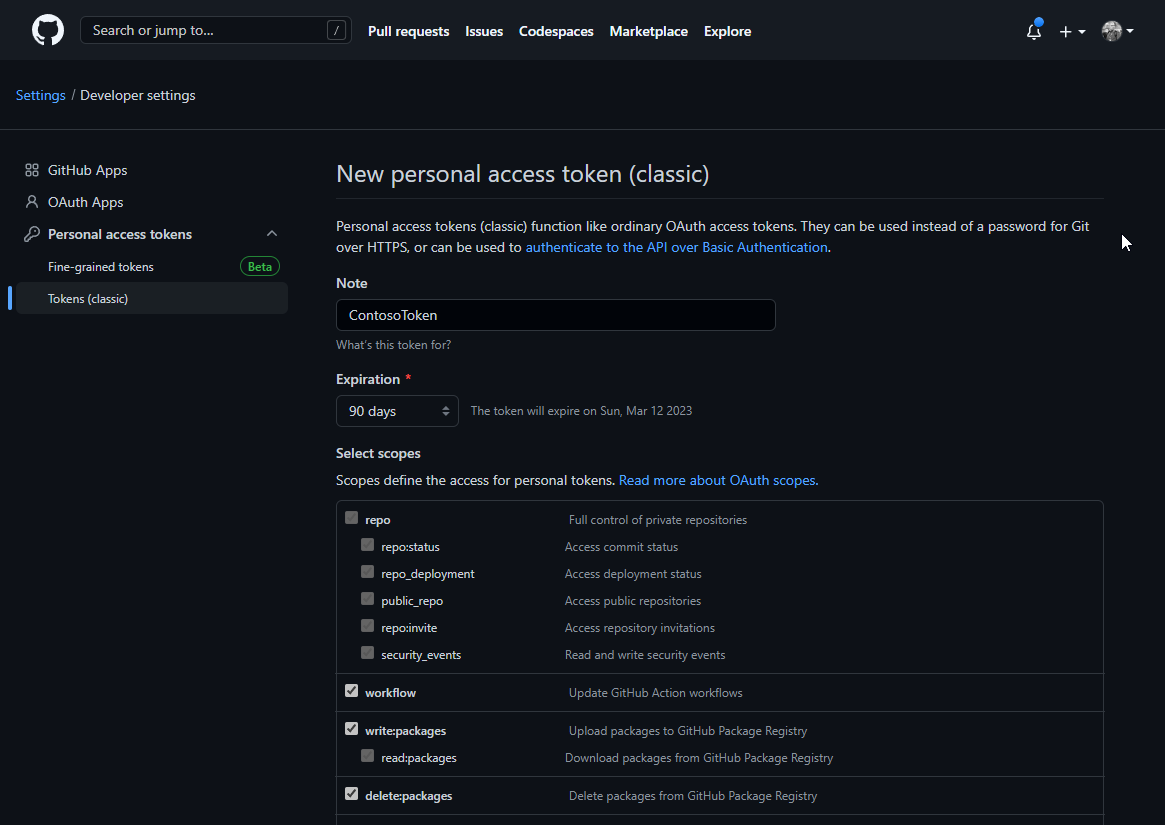 Search or jump to... / Pull requests Issues Codespaces Marketplace Explore
Settings / Developer settings
GitHub Apps
OAuth Apps
Personal access tokens
Fine-grained tokens Beta
Tokens (classic)
New personal access token (classic)
Personal access tokens (classic) function like ordinary OAuth access tokens. They can be used instead of a password for Git
over HTTPS, or can be used to authenticate to the API over Basic Authentication.
Note
ContosoToken
What's this token for?
Expiration *
90 days The token will expire on Sun, Mar 12 2023
Select scopes
Scopes define the access for personal tokens. Read more about OAuth scopes.
repo Full control of private repositories
repo:status Access commit status
repo_deployment Access deployment status
public_repo Access public repositories
repo:invite Access repository invitations
security_events Read and write security events
workflow Update GitHub Action workflows
write:packages Upload packages to GitHub Package Registry
read:packages Download packages from GitHub Package Registry
delete:packages Delete packages from GitHub Package Registry